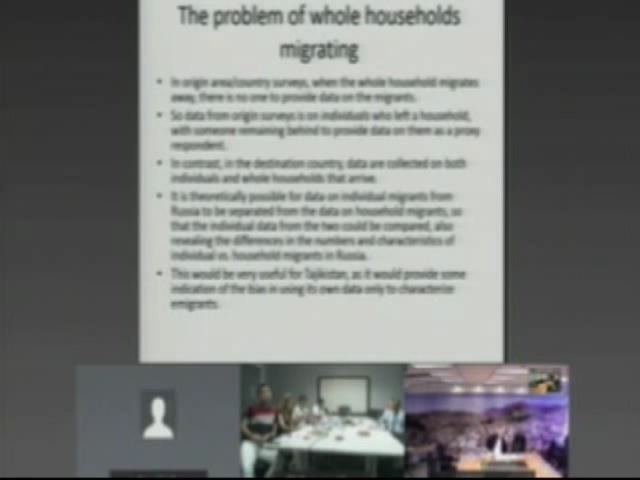 The problem of whole households
migrating
• In origin area/country surveys, when the whole household migrates
away, there is no one to provide data on the migrants.
• So data from origin surveys is on individuals who left a household,
with someone remaining behind to provide data on them as a proxy
respondent.
• In contrast, in the destination country, data are collected on both
individuals and whole households that arrive.
• It is theoretically possible for data on individual migrants from
Russia to be separated from the data on household migrants, so
that the individual data from the two could be compared, also
revealing the differences in the numbers and characteristics of
individual vs. household migrants in Russia.
• This would be very useful for Tajikistan, as it would provide some
indication of the bias in using its own data only to characterize
emigrants.